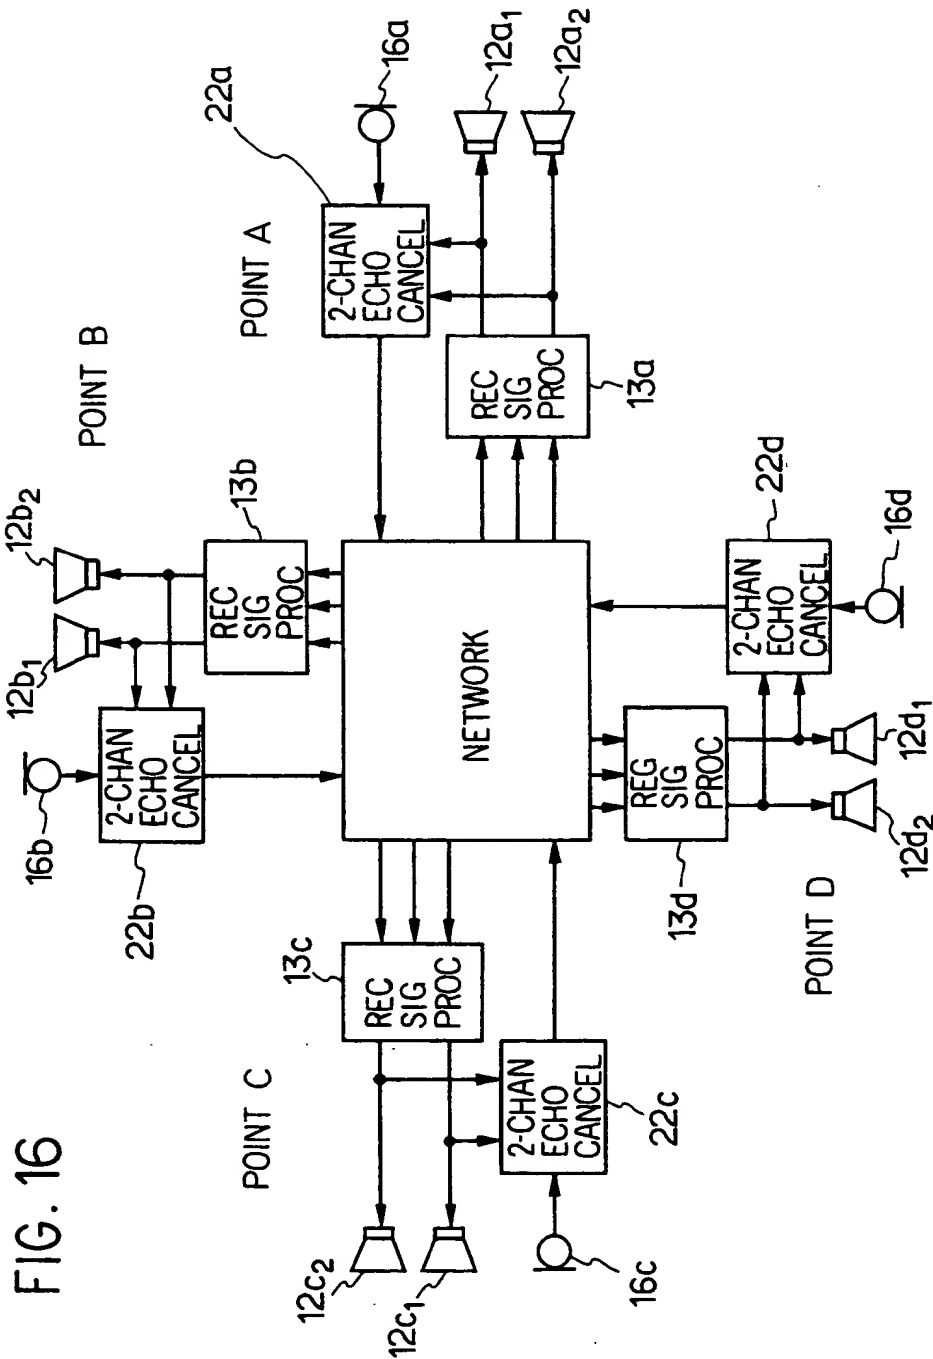 FIG. 16
POINT C
12c2
12c1
16c
13c
REC
SIG
PROC
2-CHAN
ECHO
CANCEL
22c
16b
22b
2-CHAN
ECHO
CANCEL
12b1
12b2
REC
SIG
PROC
13b
POINT B
NETWORK
POINT D
13d
REG
SIG
PROC
12d2
12d1
2-CHAN
ECHO
CANCEL
22d
16d
POINT A
22a
2-CHAN
ECHO
CANCEL
REC
SIG
PROC
13a
16a
12a1
12a2